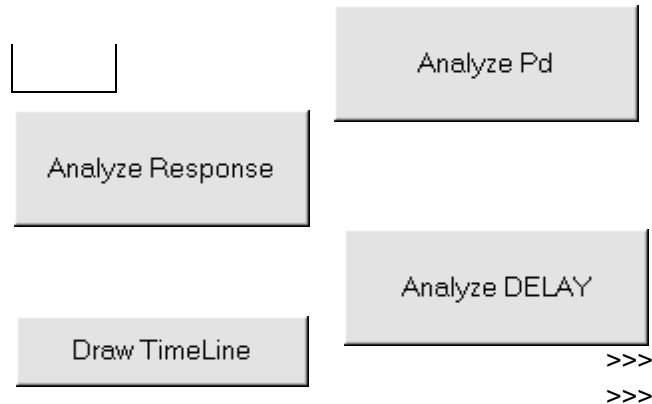 Analyze Pd
Analyze Response
Analyze DELAY
Draw TimeLine
>>>
>>>